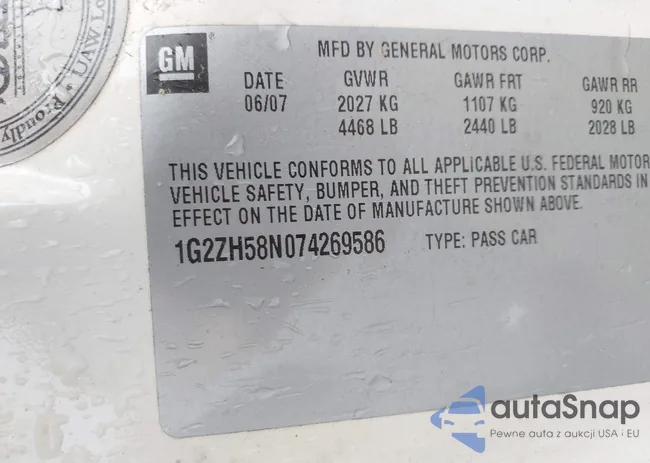 Proudly
UAW Lo
GM
MFD BY GENERAL MOTORS CORP.
DATE GVWR GAWR FRT GAWR RR
06/07 2027 KG 1107 KG 920 KG
4468 LB 2440 LB 2028 LB
THIS VEHICLE CONFORMS TO ALL APPLICABLE U.S. FEDERAL MOTOR
VEHICLE SAFETY, BUMPER, AND THEFT PREVENTION STANDARDS IN
EFFECT ON THE DATE OF MANUFACTURE SHOWN ABOVE.
1G2ZH58N074269586 TYPE: PASS CAR
autaSnap
Pewne auta z aukcji USA i EU